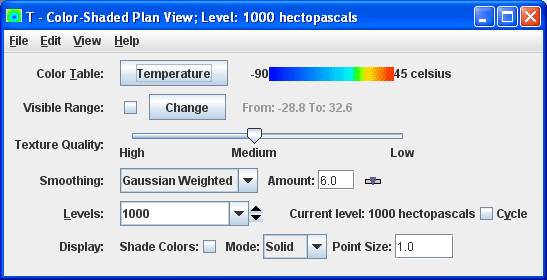 T - Color-Shaded Plan View; Level: 1000 hectopascals
File Edit View Help
Color Table: Temperature -90 45 celsius
Visible Range: Change From: -28.8 To: 32.6
Texture Quality:
High Medium Low
Smoothing: Gaussian Weighted Amount: 6.0
Levels: 1000 Current level: 1000 hectopascals Cycle
Display: Shade Colors: Mode: Solid Point Size: 1.0